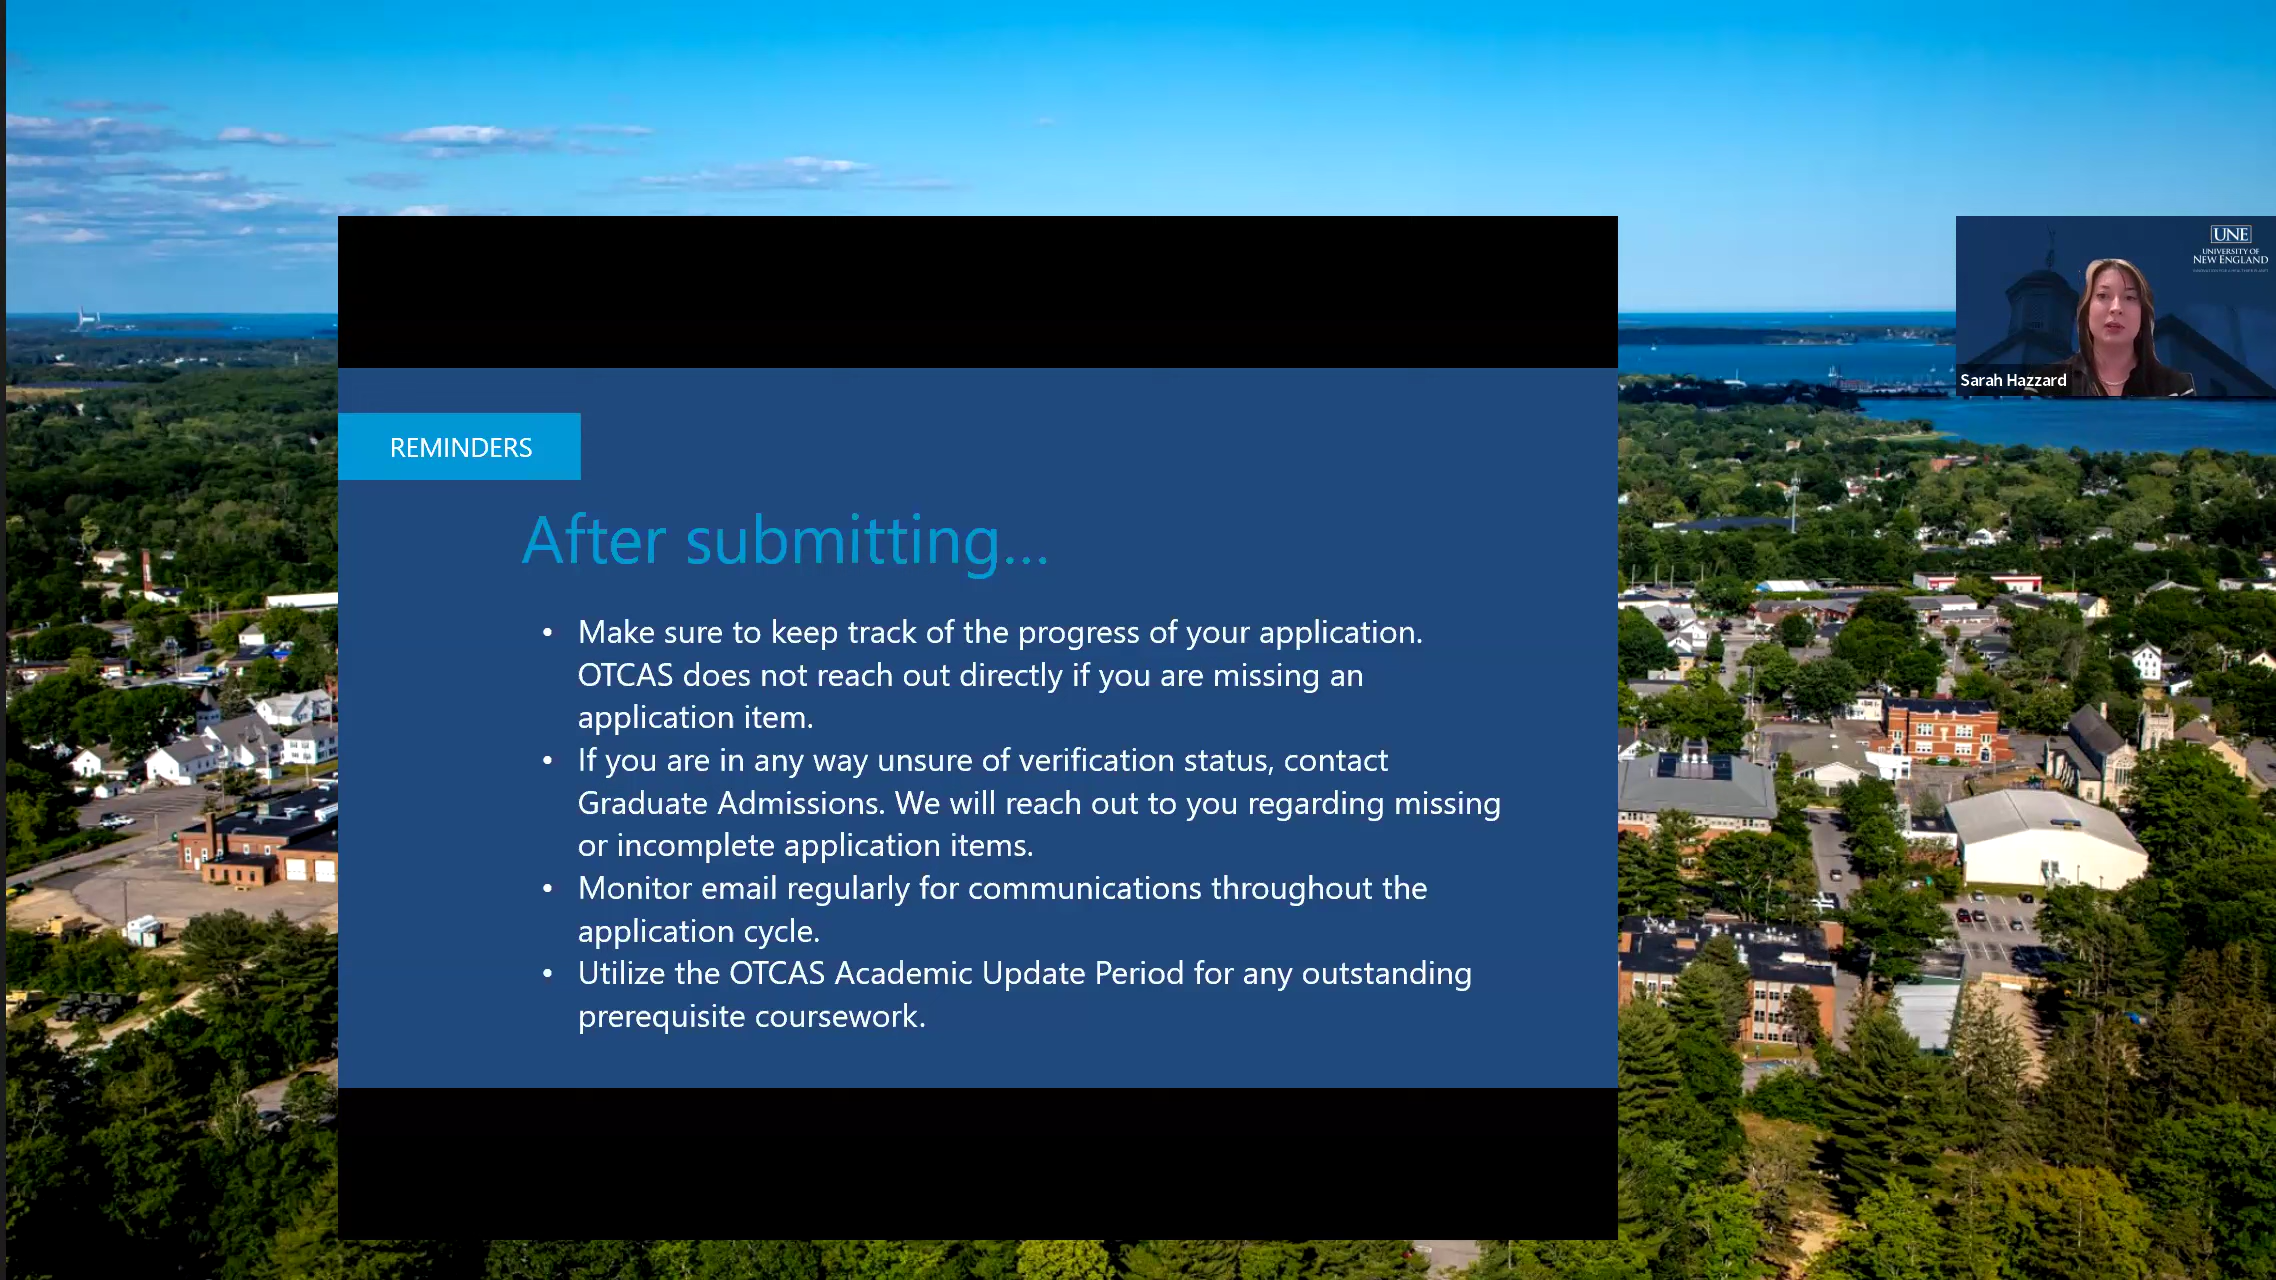 UNE
UNIVERSITY OF
NEW ENGLAND
Sarah Hazzard
REMINDERS
After submitting...
• Make sure to keep track of the progress of your application.
OTCAS does not reach out directly if you are missing an
application item.
• If you are in any way unsure of verification status, contact
Graduate Admissions. We will reach out to you regarding missing
or incomplete application items.
• Monitor email regularly for communications throughout the
application cycle.
• Utilize the OTCAS Academic Update Period for any outstanding
prerequisite coursework.